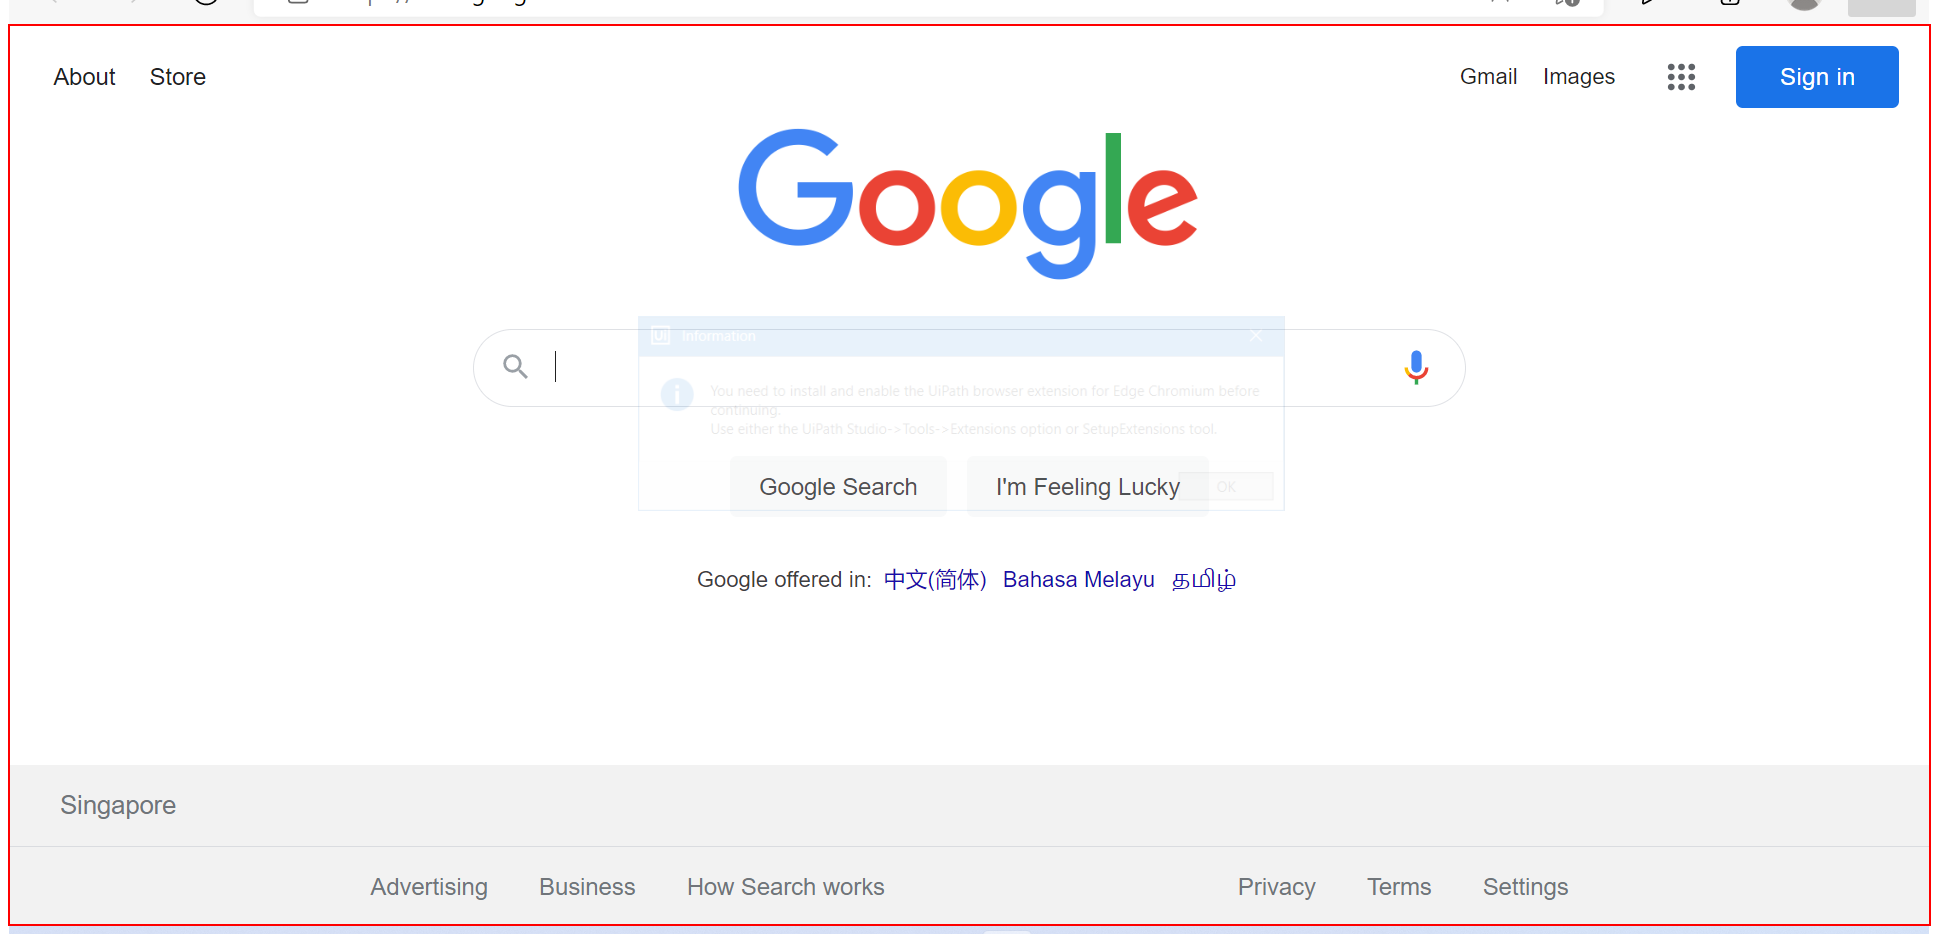 About Store Gmail Images Sign in
Google
Ui Information
You need to install and enable the UiPath browser extension for Edge Chromium before
continuing.
Use either the UiPath Studio->Tools->Extensions option or SetupExtensions tool.
Google Search I'm Feeling Lucky OK
Google offered in: 中文(简体) Bahasa Melayu தமிழ்
Singapore
Advertising Business How Search works Privacy Terms Settings